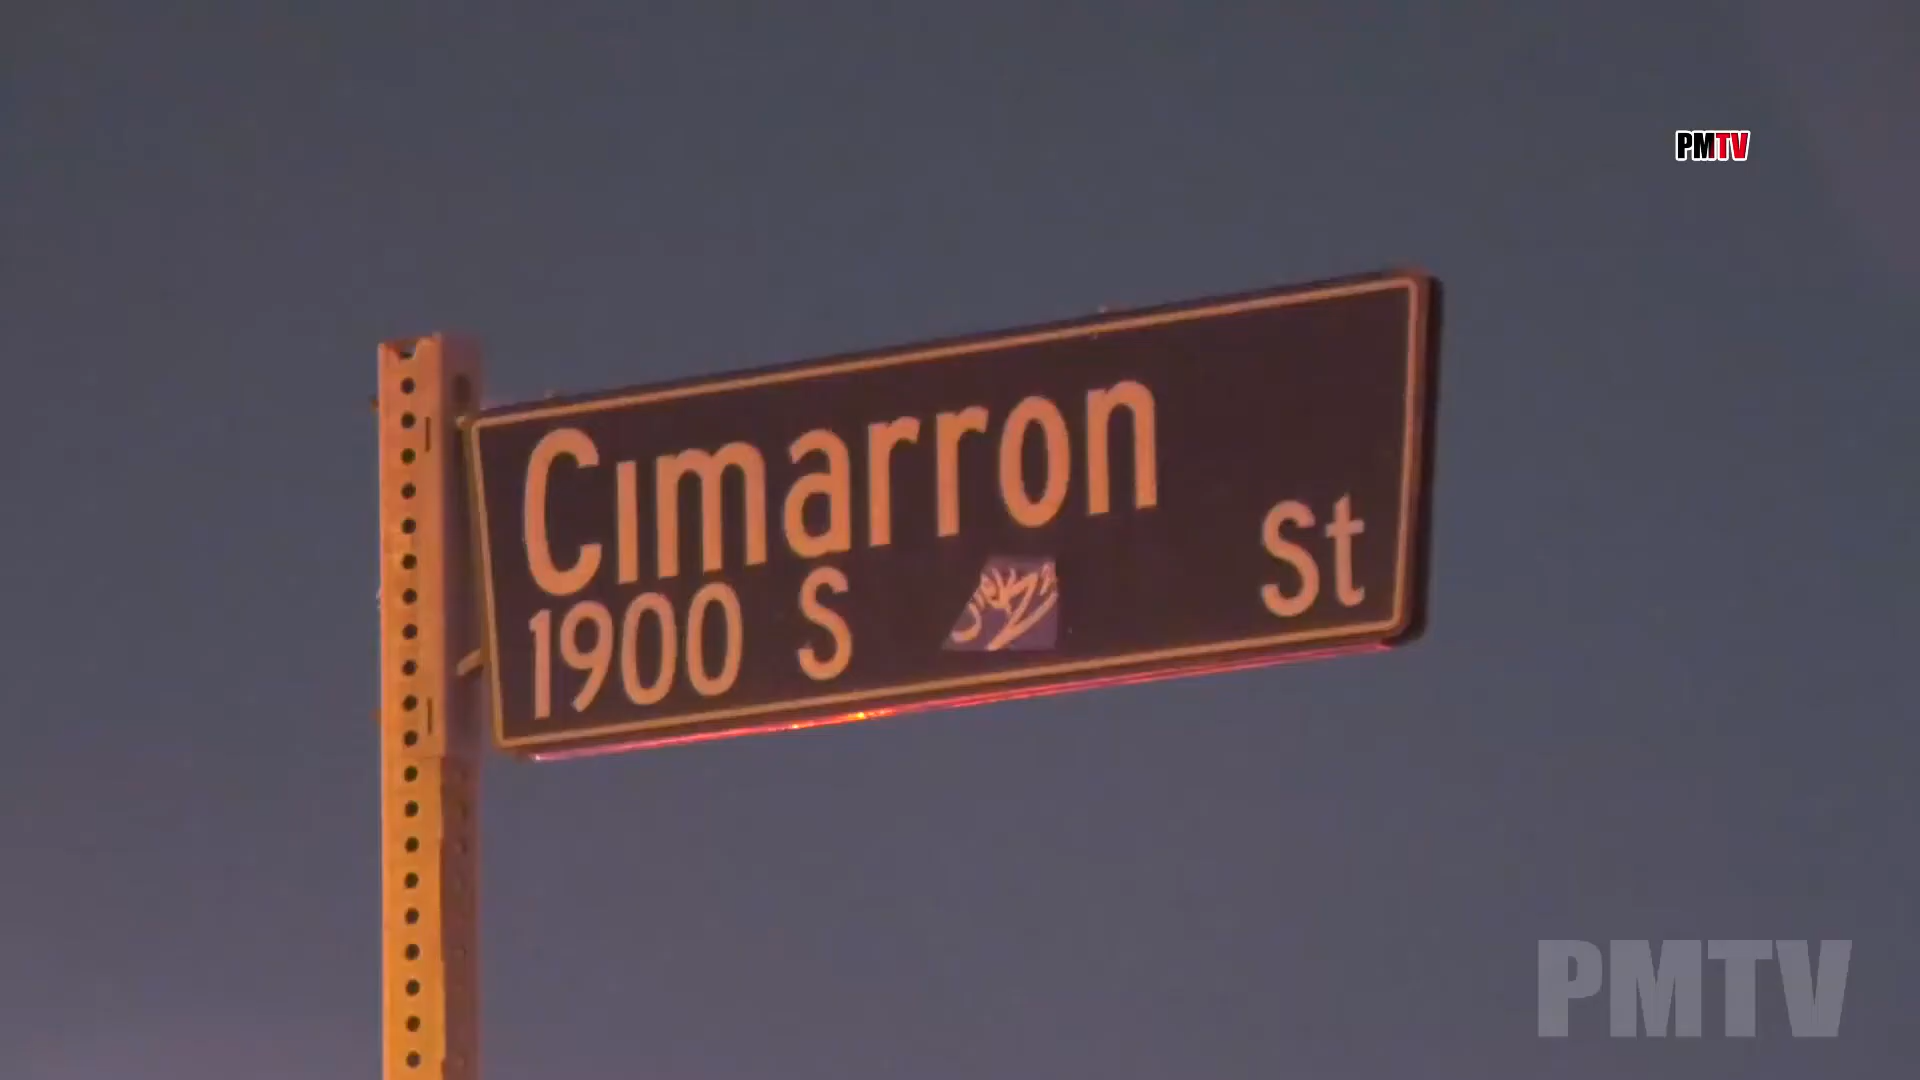 PMTV
Cimarron
St
1900 S
PMTV